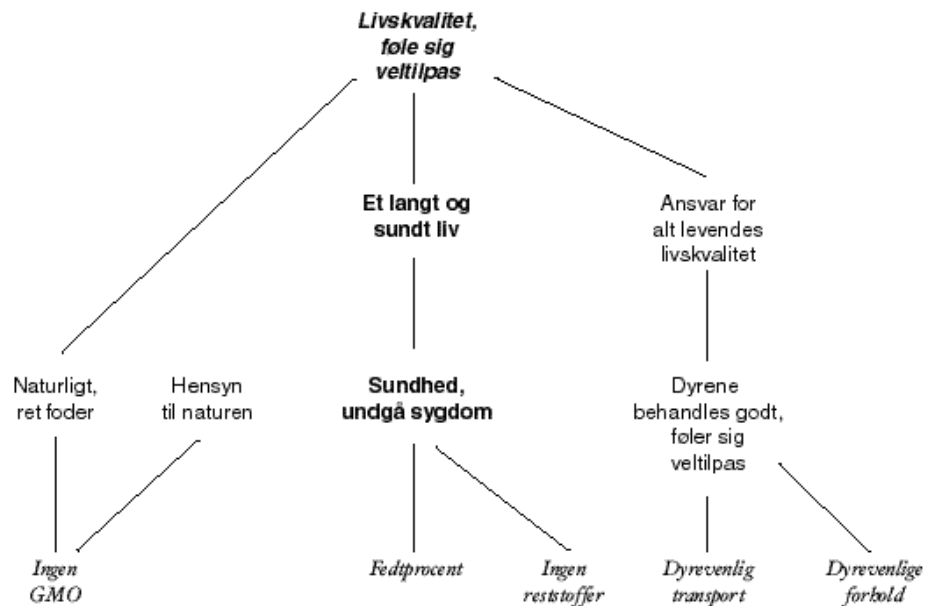 Livskvalitet,
føle sig
veltilpas
Et langt og
sundt liv
Ansvar for
alt levendes
livskvalitet
Naturligt,
ret foder
Hensyn
til naturen
Sundhed,
undgå sygdom
Dyrene
behandles godt,
føler sig
veltilpas
Ingen
GMO
Fedtprocent
Ingen
reststoffer
Dyrevenlig
transport
Dyrevenlige
forhold